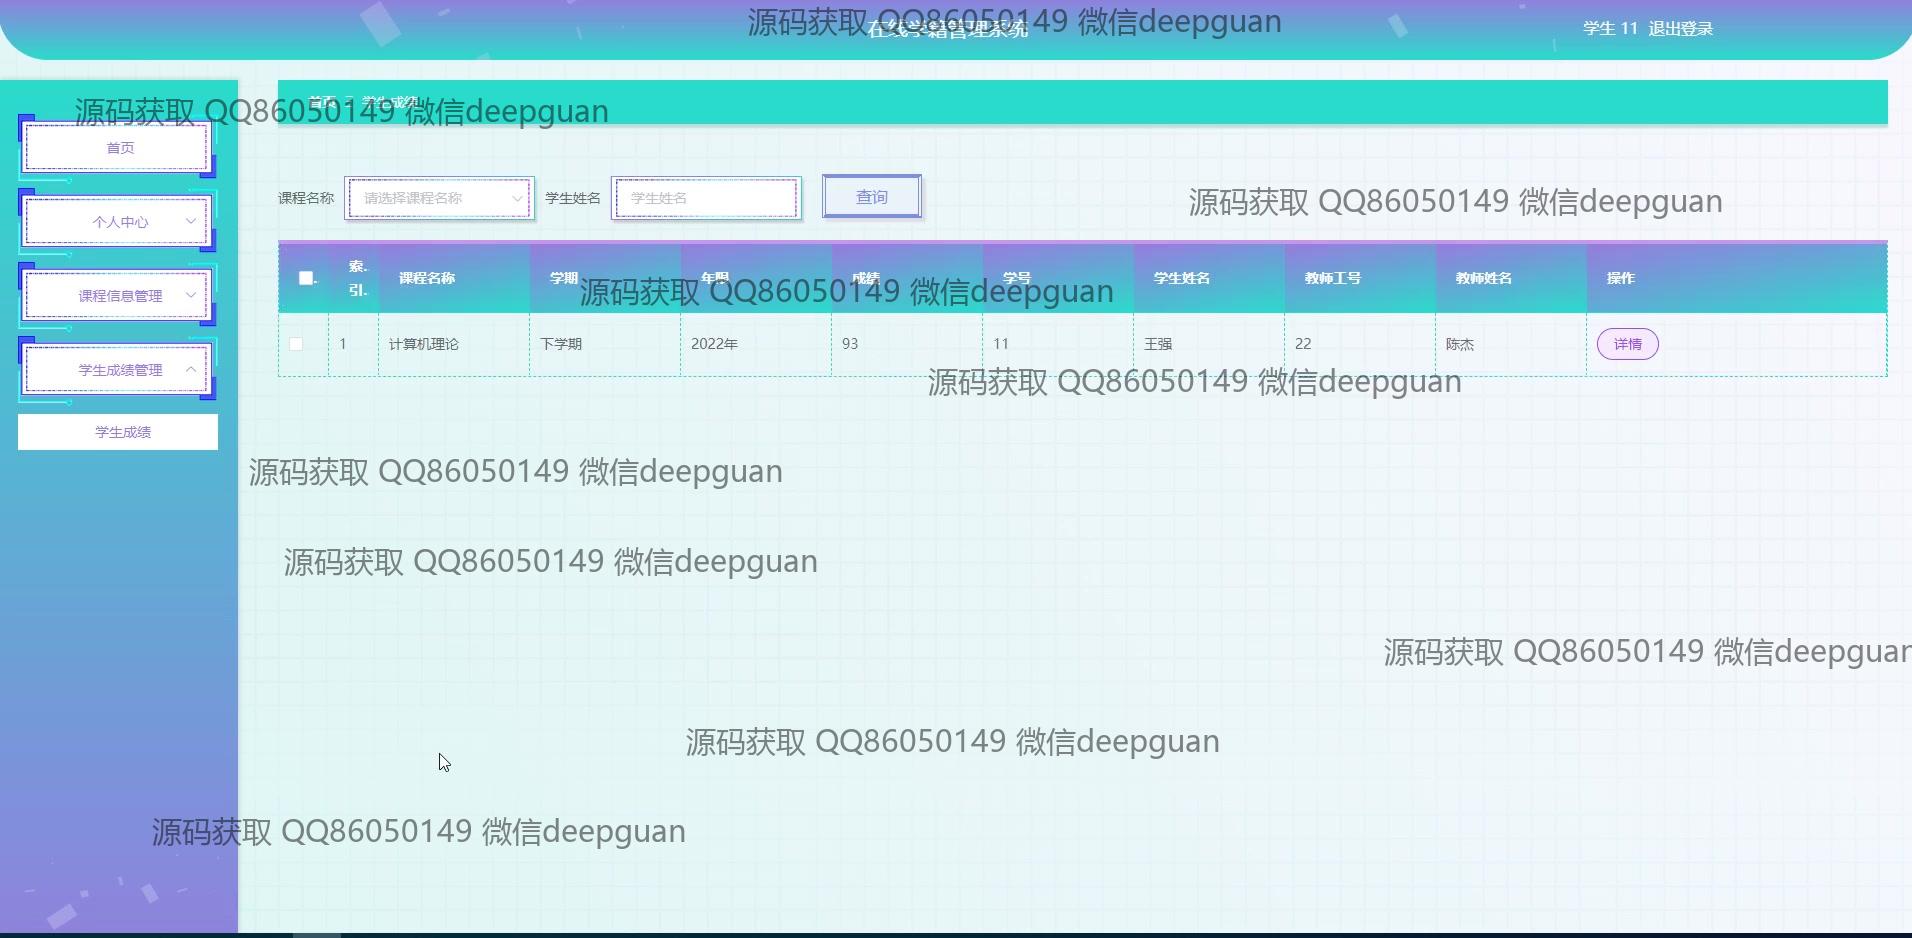 在线学籍管理系统
源码获取 QQ86050149 微信deepguan
学生 11 退出登录
首页 学生成绩
源码获取 QQ86050149 微信deepguan
首页
个人中心
课程信息管理
学生成绩管理
学生成绩
课程名称 请选择课程名称 学生姓名 学生姓名 查询
源码获取 QQ86050149 微信deepguan
索.. 引.. 课程名称 学期 年限 成绩 学号 学生姓名 教师工号 教师姓名 操作
源码获取 QQ86050149 微信deepguan
1 计算机理论 下学期 2022年 93 11 王强 22 陈杰 详情
源码获取 QQ86050149 微信deepguan
源码获取 QQ86050149 微信deepguan
源码获取 QQ86050149 微信deepguan
源码获取 QQ86050149 微信deepguan
源码获取 QQ86050149 微信deepguan
源码获取 QQ86050149 微信deepguan